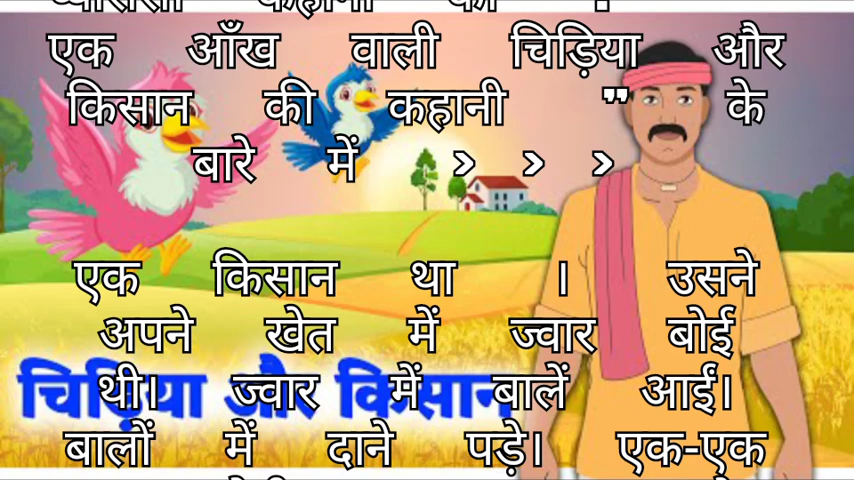 एक आँख वाली चिड़िया और
किसान की कहानी " के
बारे में > > >
एक किसान था । उसने
अपने खेत में ज्वार बोई
थी। ज्वार में बालें आईं।
बालों में दाने पड़े। एक-एक
चिड़िया और किसान